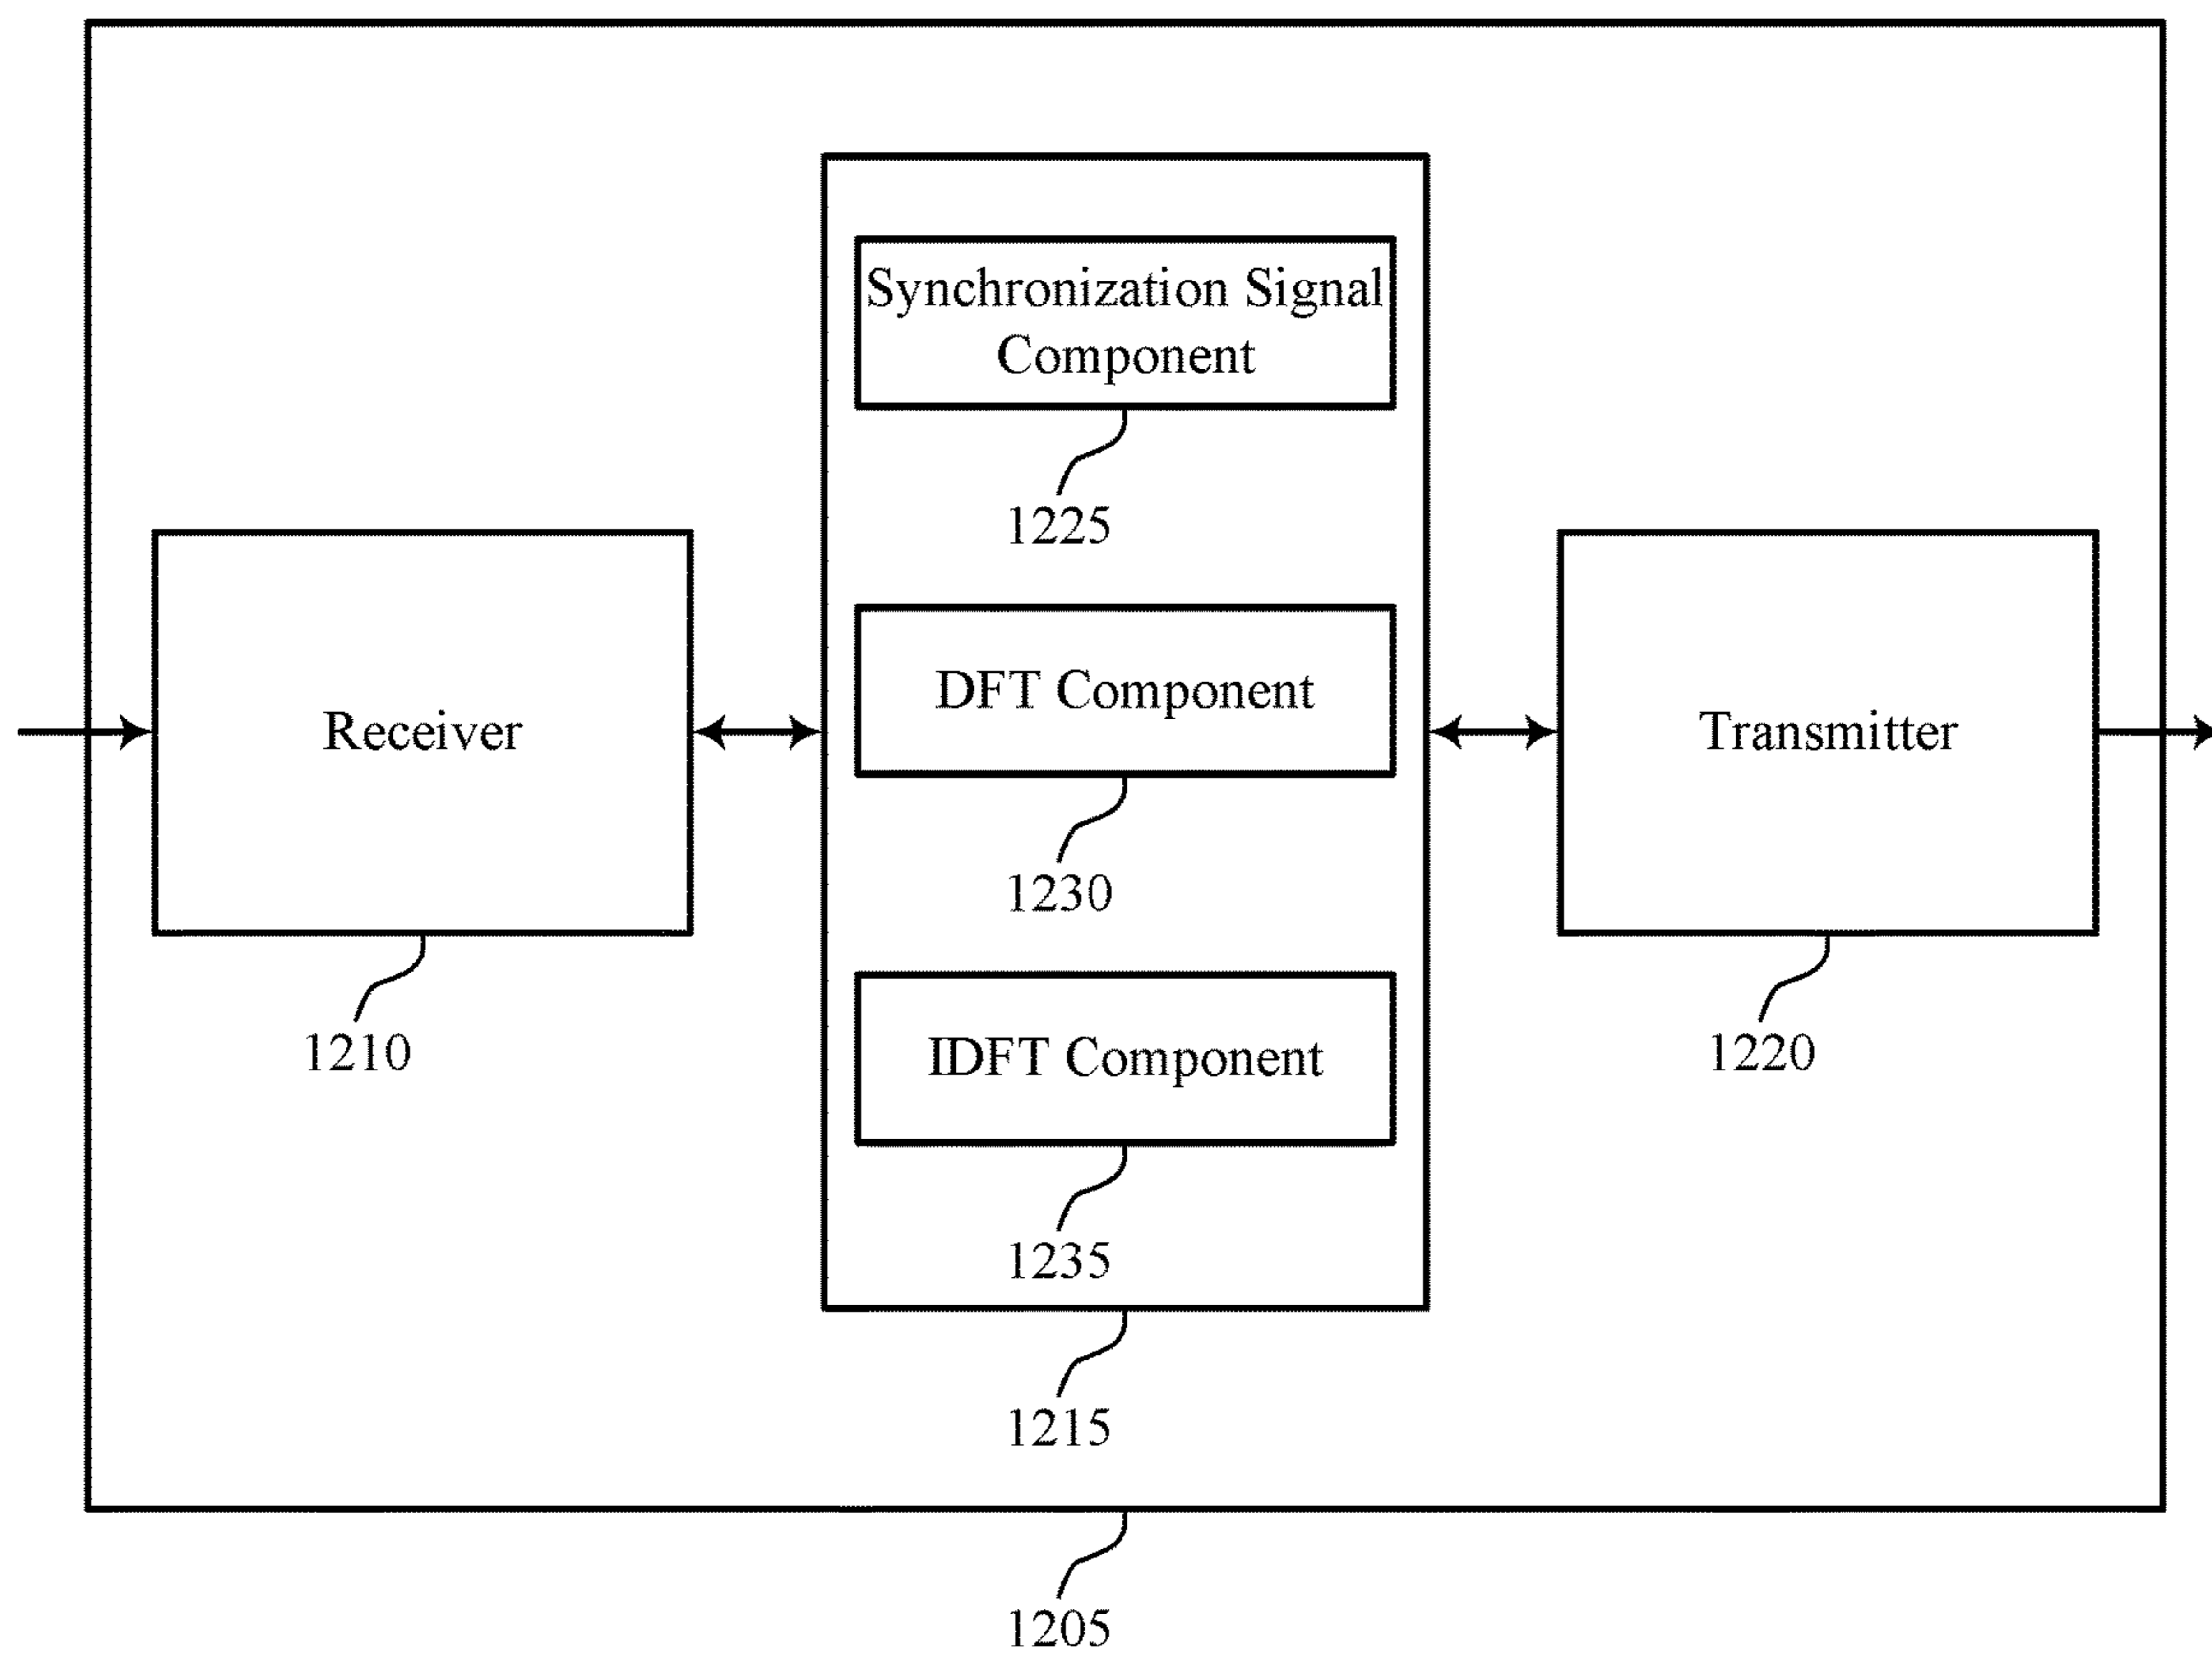 Synchronization Signal
Component
1225
Receiver
1210
DFT Component
1230
Transmitter
1220
IDFT Component
1235
1215
1205